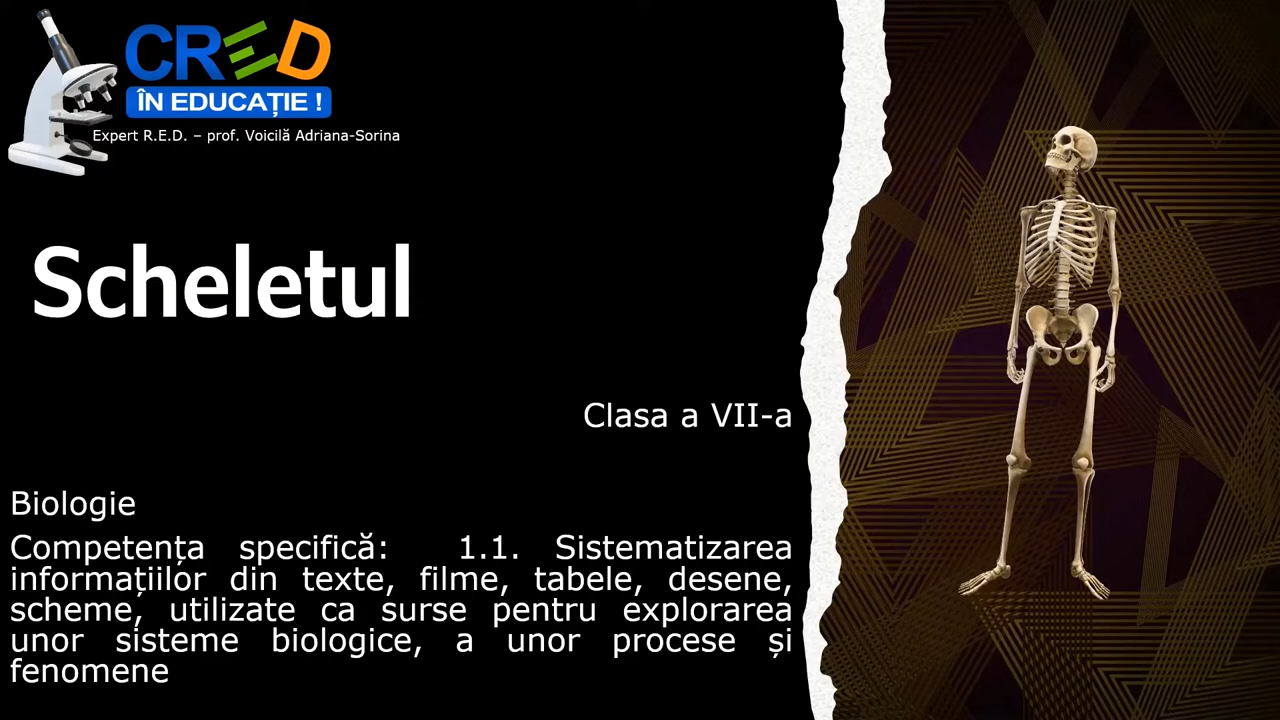 CRED
ÎN EDUCAȚIE !
Expert R.E.D. – prof. Voicilă Adriana-Sorina
Scheletul
Clasa a VII-a
Biologie
Competența specifică: 1.1. Sistematizarea
informațiilor din texte, filme, tabele, desene,
scheme, utilizate ca surse pentru explorarea
unor sisteme biologice, a unor procese și
fenomene